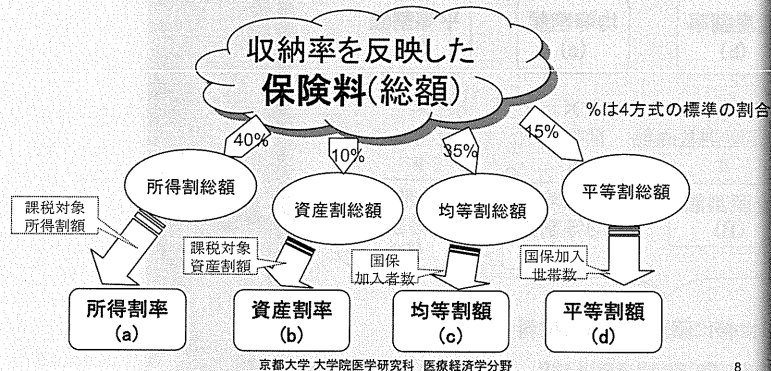 収納率を反映した
保険料(総額)
%は4方式の標準の割合
40%
10%
35%
15%
所得割総額
資産割総額
均等割総額
平等割総額
課税対象
所得割額
課税対象
資産割額
国保
加入者数
国保加入
世帯数
所得割率
(a)
資産割率
(b)
均等割額
(c)
平等割額
(d)
京都大学 大学院医学研究科 医療経済学分野
8